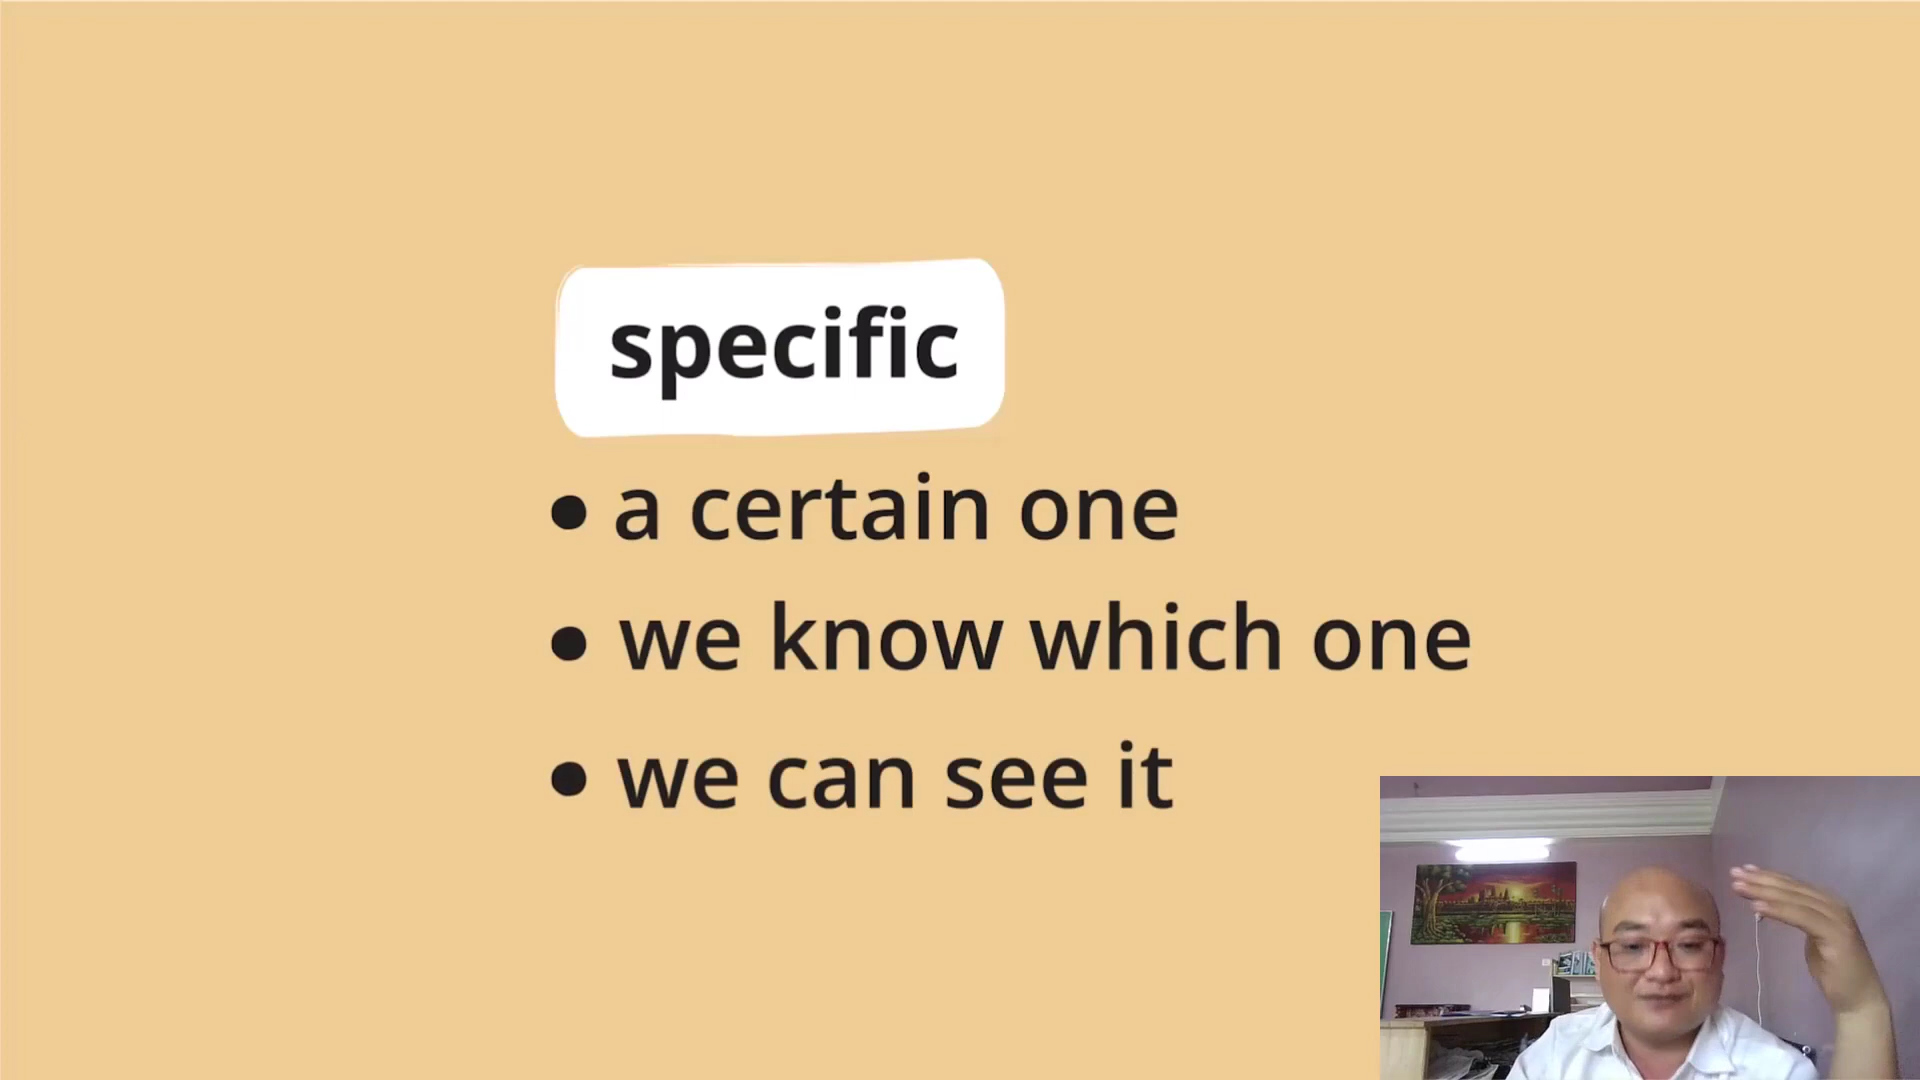 specific
• a certain one
• we know which one
• we can see it